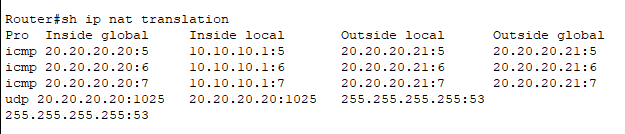 Router#sh ip nat translation
Pro  Inside global     Inside local       Outside local      Outside global
icmp 20.20.20.20:5     10.10.10.1:5       20.20.20.21:5      20.20.20.21:5
icmp 20.20.20.20:6     10.10.10.1:6       20.20.20.21:6      20.20.20.21:6
icmp 20.20.20.20:7     10.10.10.1:7       20.20.20.21:7      20.20.20.21:7
udp 20.20.20.20:1025   20.20.20.20:1025   255.255.255.255:53
255.255.255.255:53